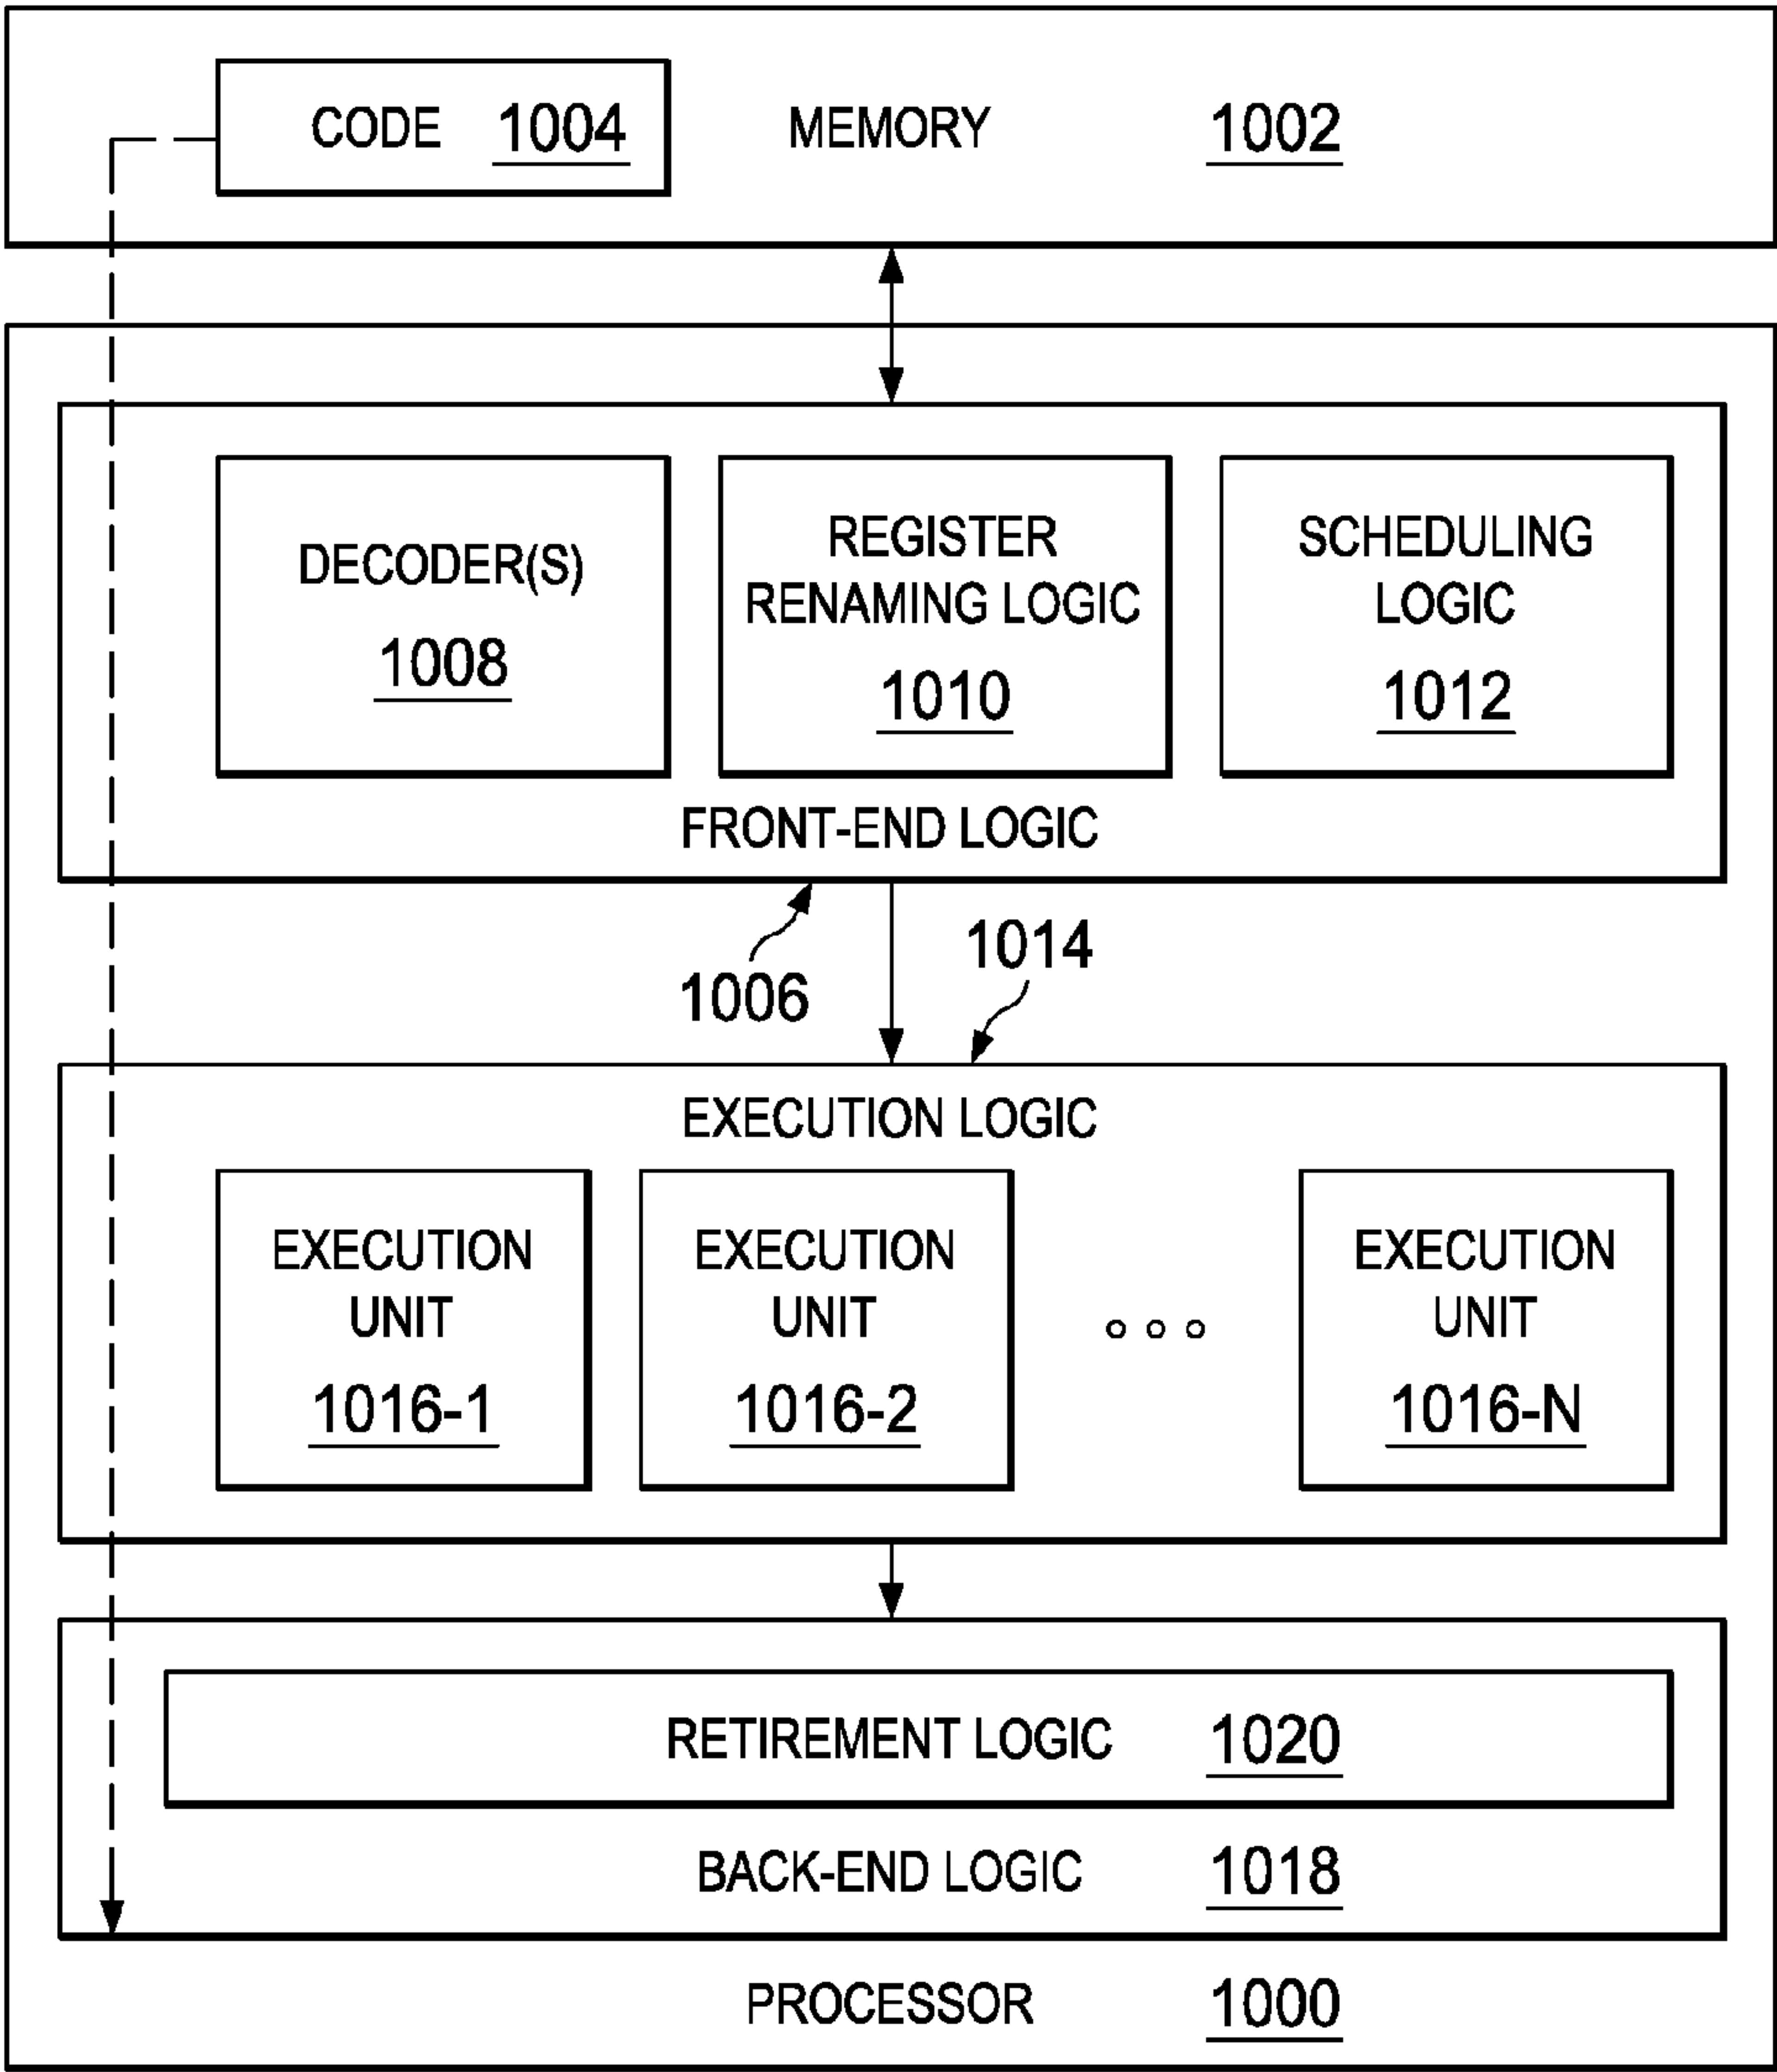 CODE 1004 MEMORY 1002
DECODER(S)
1008
REGISTER
RENAMING LOGIC
1010
SCHEDULING
LOGIC
1012
FRONT-END LOGIC
1006
1014
EXECUTION LOGIC
EXECUTION
UNIT
1016-1
EXECUTION
UNIT
1016-2
EXECUTION
UNIT
1016-N
RETIREMENT LOGIC 1020
BACK-END LOGIC 1018
PROCESSOR 1000